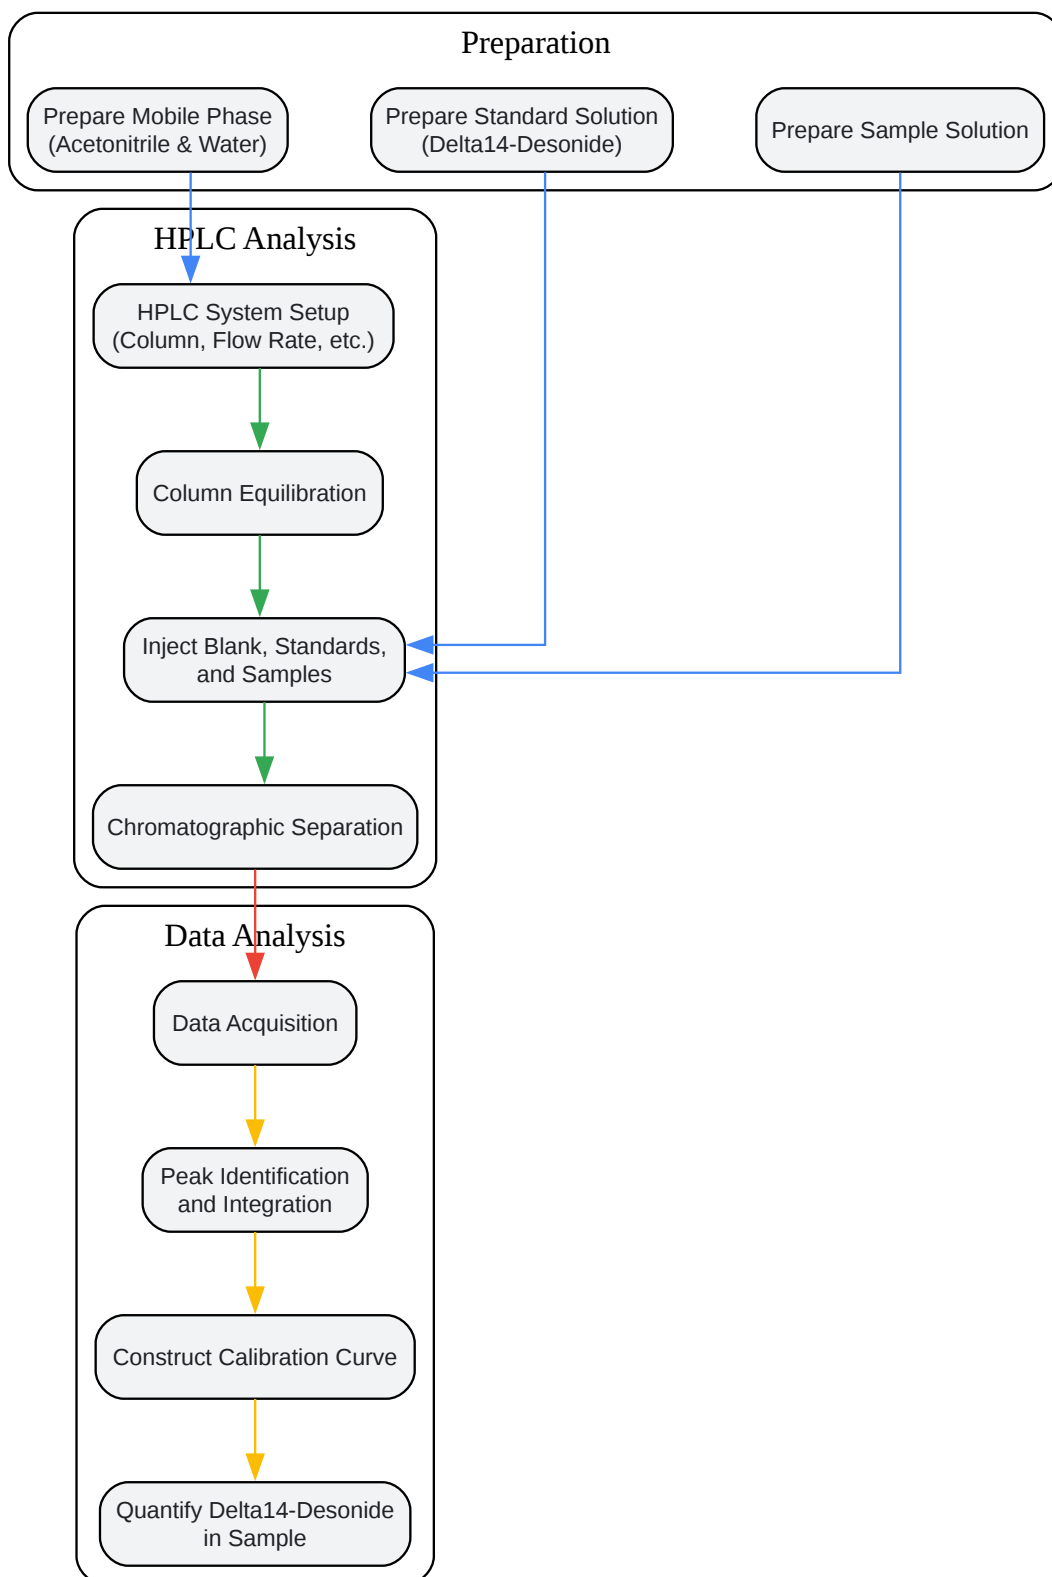 Preparation
Prepare Mobile Phase
(Acetonitrile & Water)
Prepare Standard Solution
(Delta14-Desonide)
Prepare Sample Solution
HPLC Analysis
HPLC System Setup
(Column, Flow Rate, etc.)
Column Equilibration
Inject Blank, Standards,
and Samples
Chromatographic Separation
Data Analysis
Data Acquisition
Peak Identification
and Integration
Construct Calibration Curve
Quantify Delta14-Desonide
in Sample